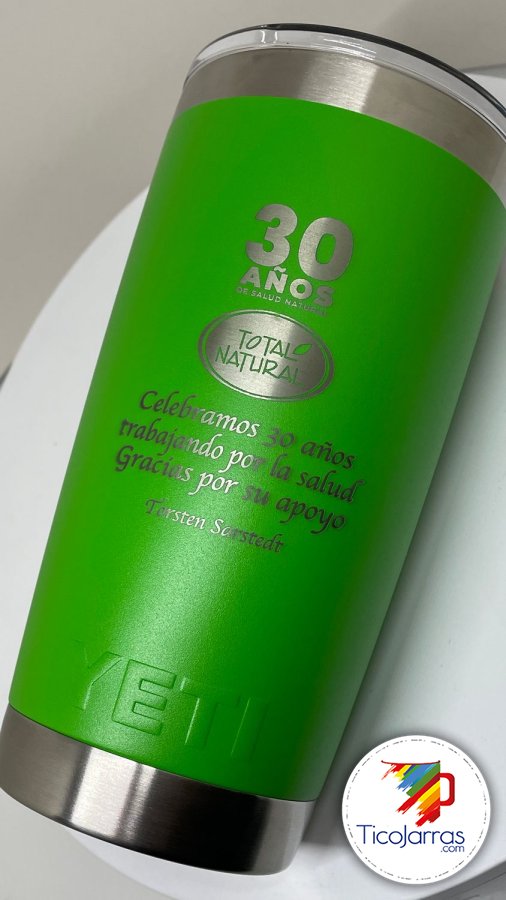 30
AÑOS
DE SALUD NATURAL
TOTAL
NATURAL
Celebramos 30 años
trabajando por la salud
Gracias por su apoyo
Torsten Sarstedt
YETI
TicoJarras
.com